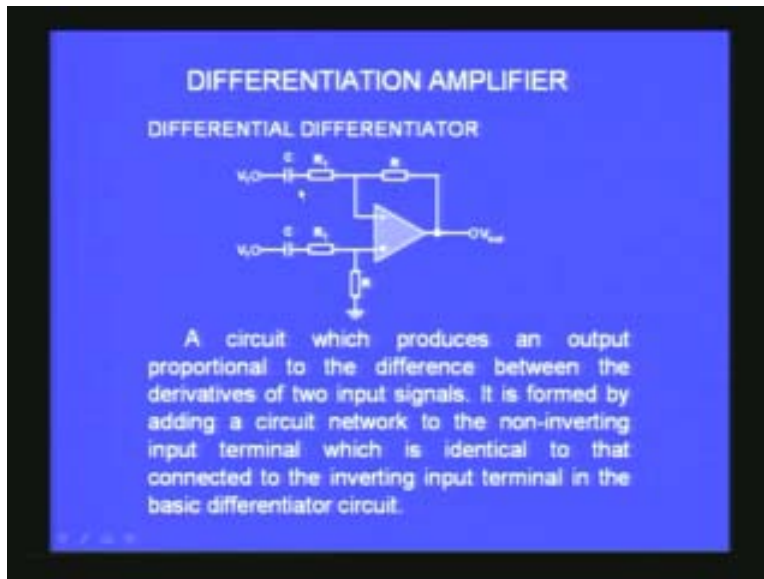 DIFFERENTIATION AMPLIFIER
DIFFERENTIAL DIFFERENTIATOR
C R₁ R
C R₁
R
A circuit which produces an output
proportional to the difference between the
derivatives of two input signals. It is formed by
adding a circuit network to the non-inverting
input terminal which is identical to that
connected to the inverting input terminal in the
basic differentiator circuit.